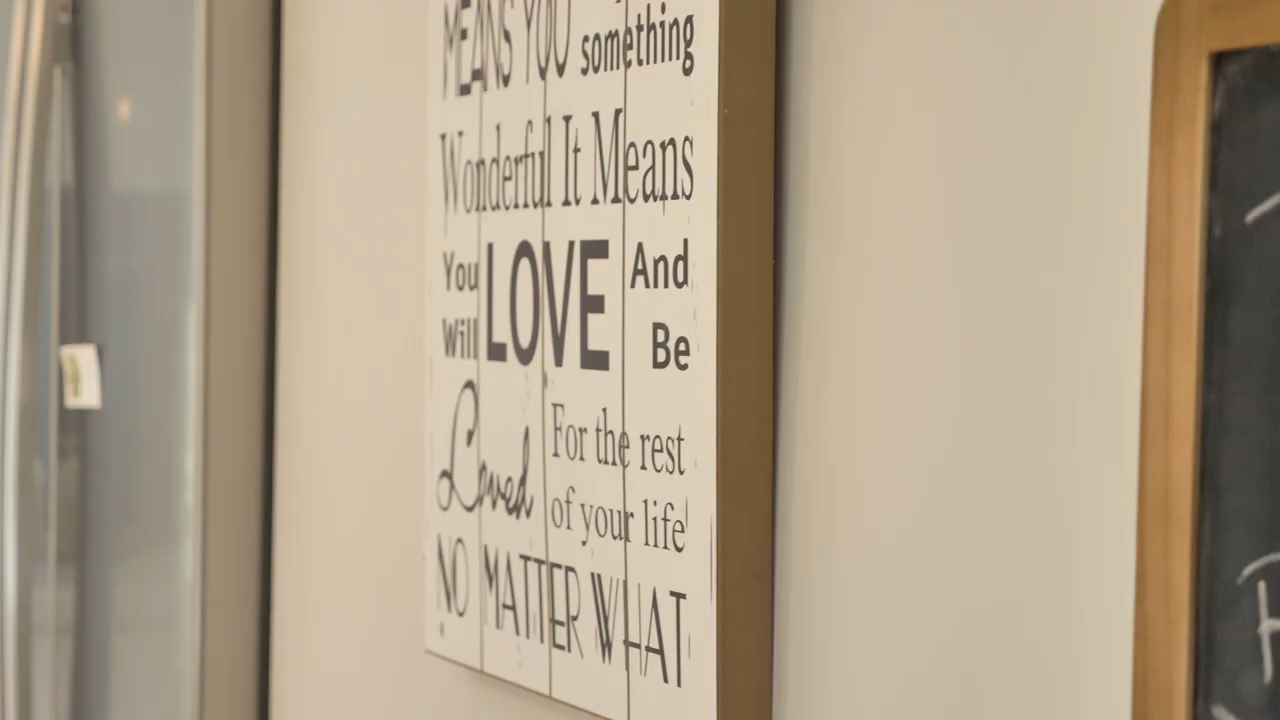 MEANS YOU something
Wonderful It Means
You LOVE And
Will Be
Loved For the rest
of your life
NO MATTER WHAT